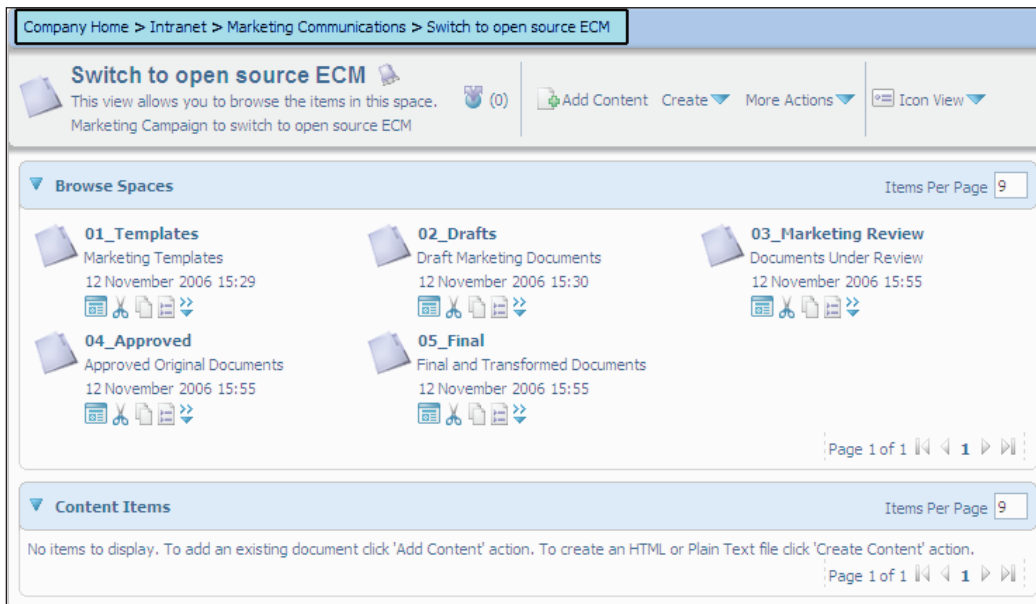 Company Home > Intranet > Marketing Communications > Switch to open source ECM
Switch to open source ECM
This view allows you to browse the items in this space.
Marketing Campaign to switch to open source ECM
(0)
Add Content Create More Actions Icon View
Browse Spaces Items Per Page 9
01_Templates 02_Drafts 03_Marketing Review
Marketing Templates Draft Marketing Documents Documents Under Review
12 November 2006 15:29 12 November 2006 15:30 12 November 2006 15:55
04_Approved 05_Final
Approved Original Documents Final and Transformed Documents
12 November 2006 15:55 12 November 2006 15:55
Page 1 of 1 1
Content Items Items Per Page 9
No items to display. To add an existing document click 'Add Content' action. To create an HTML or Plain Text file click 'Create Content' action.
Page 1 of 1 1